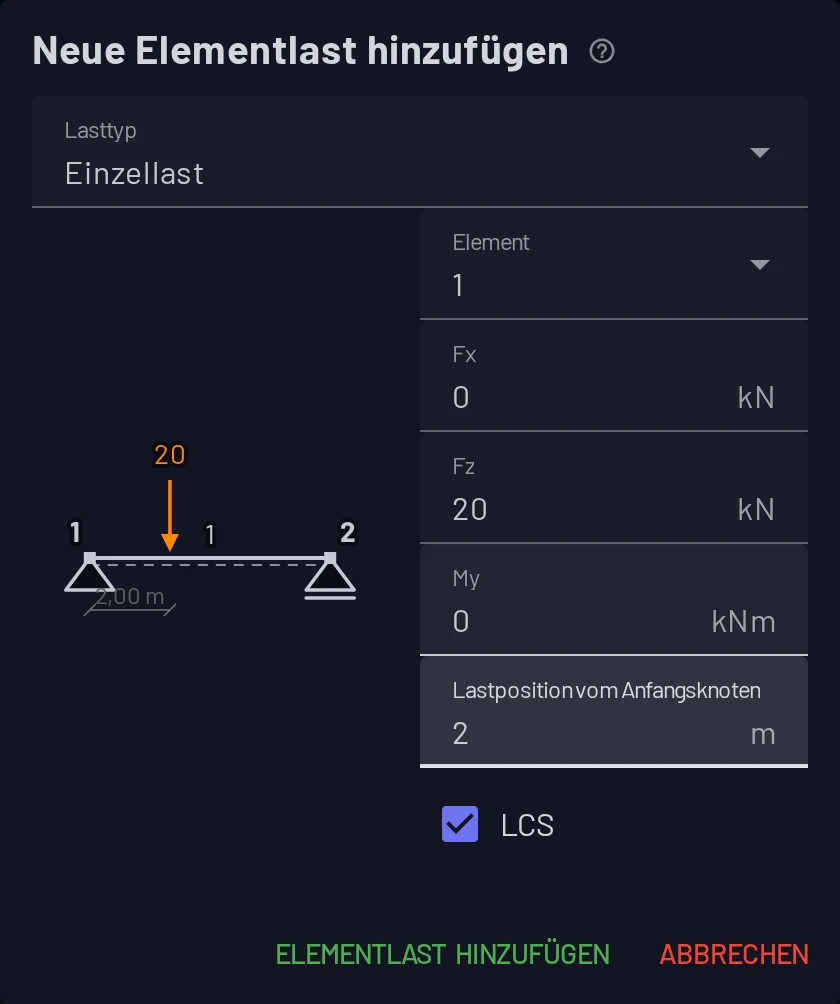 Neue Elementlast hinzufügen ?
Lasttyp
Einzellast
Element
1
Fx
0 kN
Fz
20 kN
My
0 kNm
Lastposition vom Anfangsknoten
2 m
LCS
20
1 1 2
2,00 m
ELEMENTLAST HINZUFÜGEN ABBRECHEN